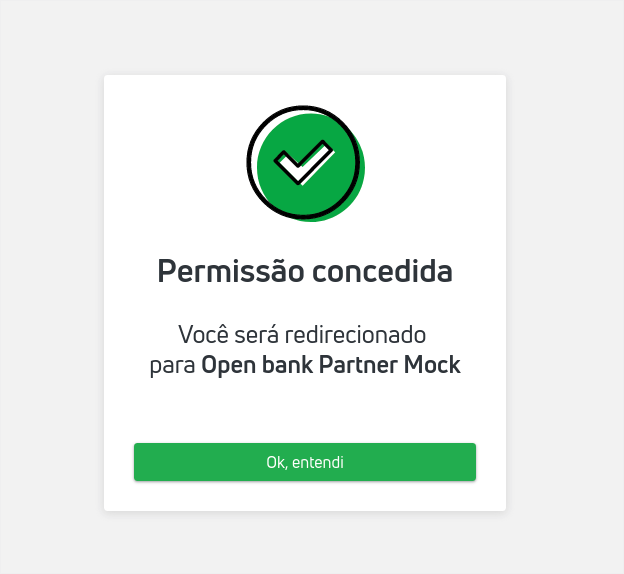 Permissão concedida
Você será redirecionado
para Open bank Partner Mock
Ok, entendi